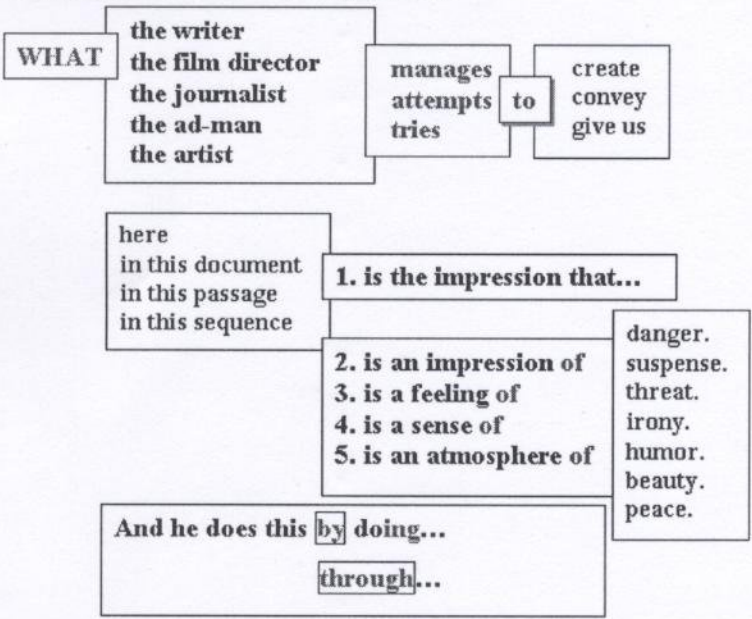 WHAT
the writer
the film director
the journalist
the ad-man
the artist
manages
attempts
tries
to
create
convey
give us
here
in this document
in this passage
in this sequence
1. is the impression that...
2. is an impression of
3. is a feeling of
4. is a sense of
5. is an atmosphere of
danger.
suspense.
threat.
irony.
humor.
beauty.
peace.
And he does this by doing...
through...